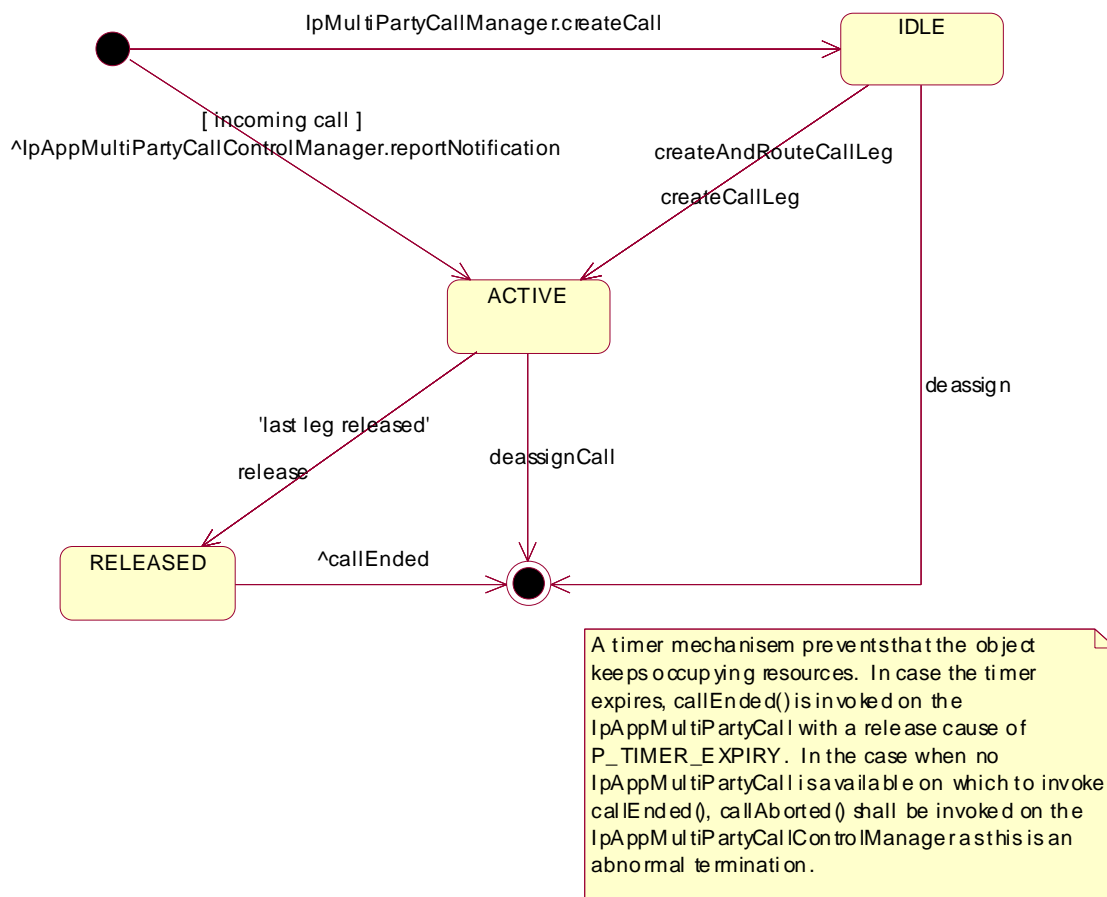 IpMultiPartyCallManager.createCall
IDLE
[ incoming call ]
^IpAppMultiPartyCallControlManager.reportNotification
createAndRouteCallLeg
createCallLeg
ACTIVE
deassign
'last leg released'
release
deassignCall
RELEASED
^callEnded
A timer mechanisem prevents that the object
keeps occupying resources. In case the timer
expires, callEnded() is invoked on the
IpAppMultiPartyCall with a release cause of
P_TIMER_EXPIRY. In the case when no
IpAppMultiPartyCall is available on which to invoke
callEnded(), callAborted() shall be invoked on the
IpAppMultiPartyCallControlManager as this is an
abnormal termination.